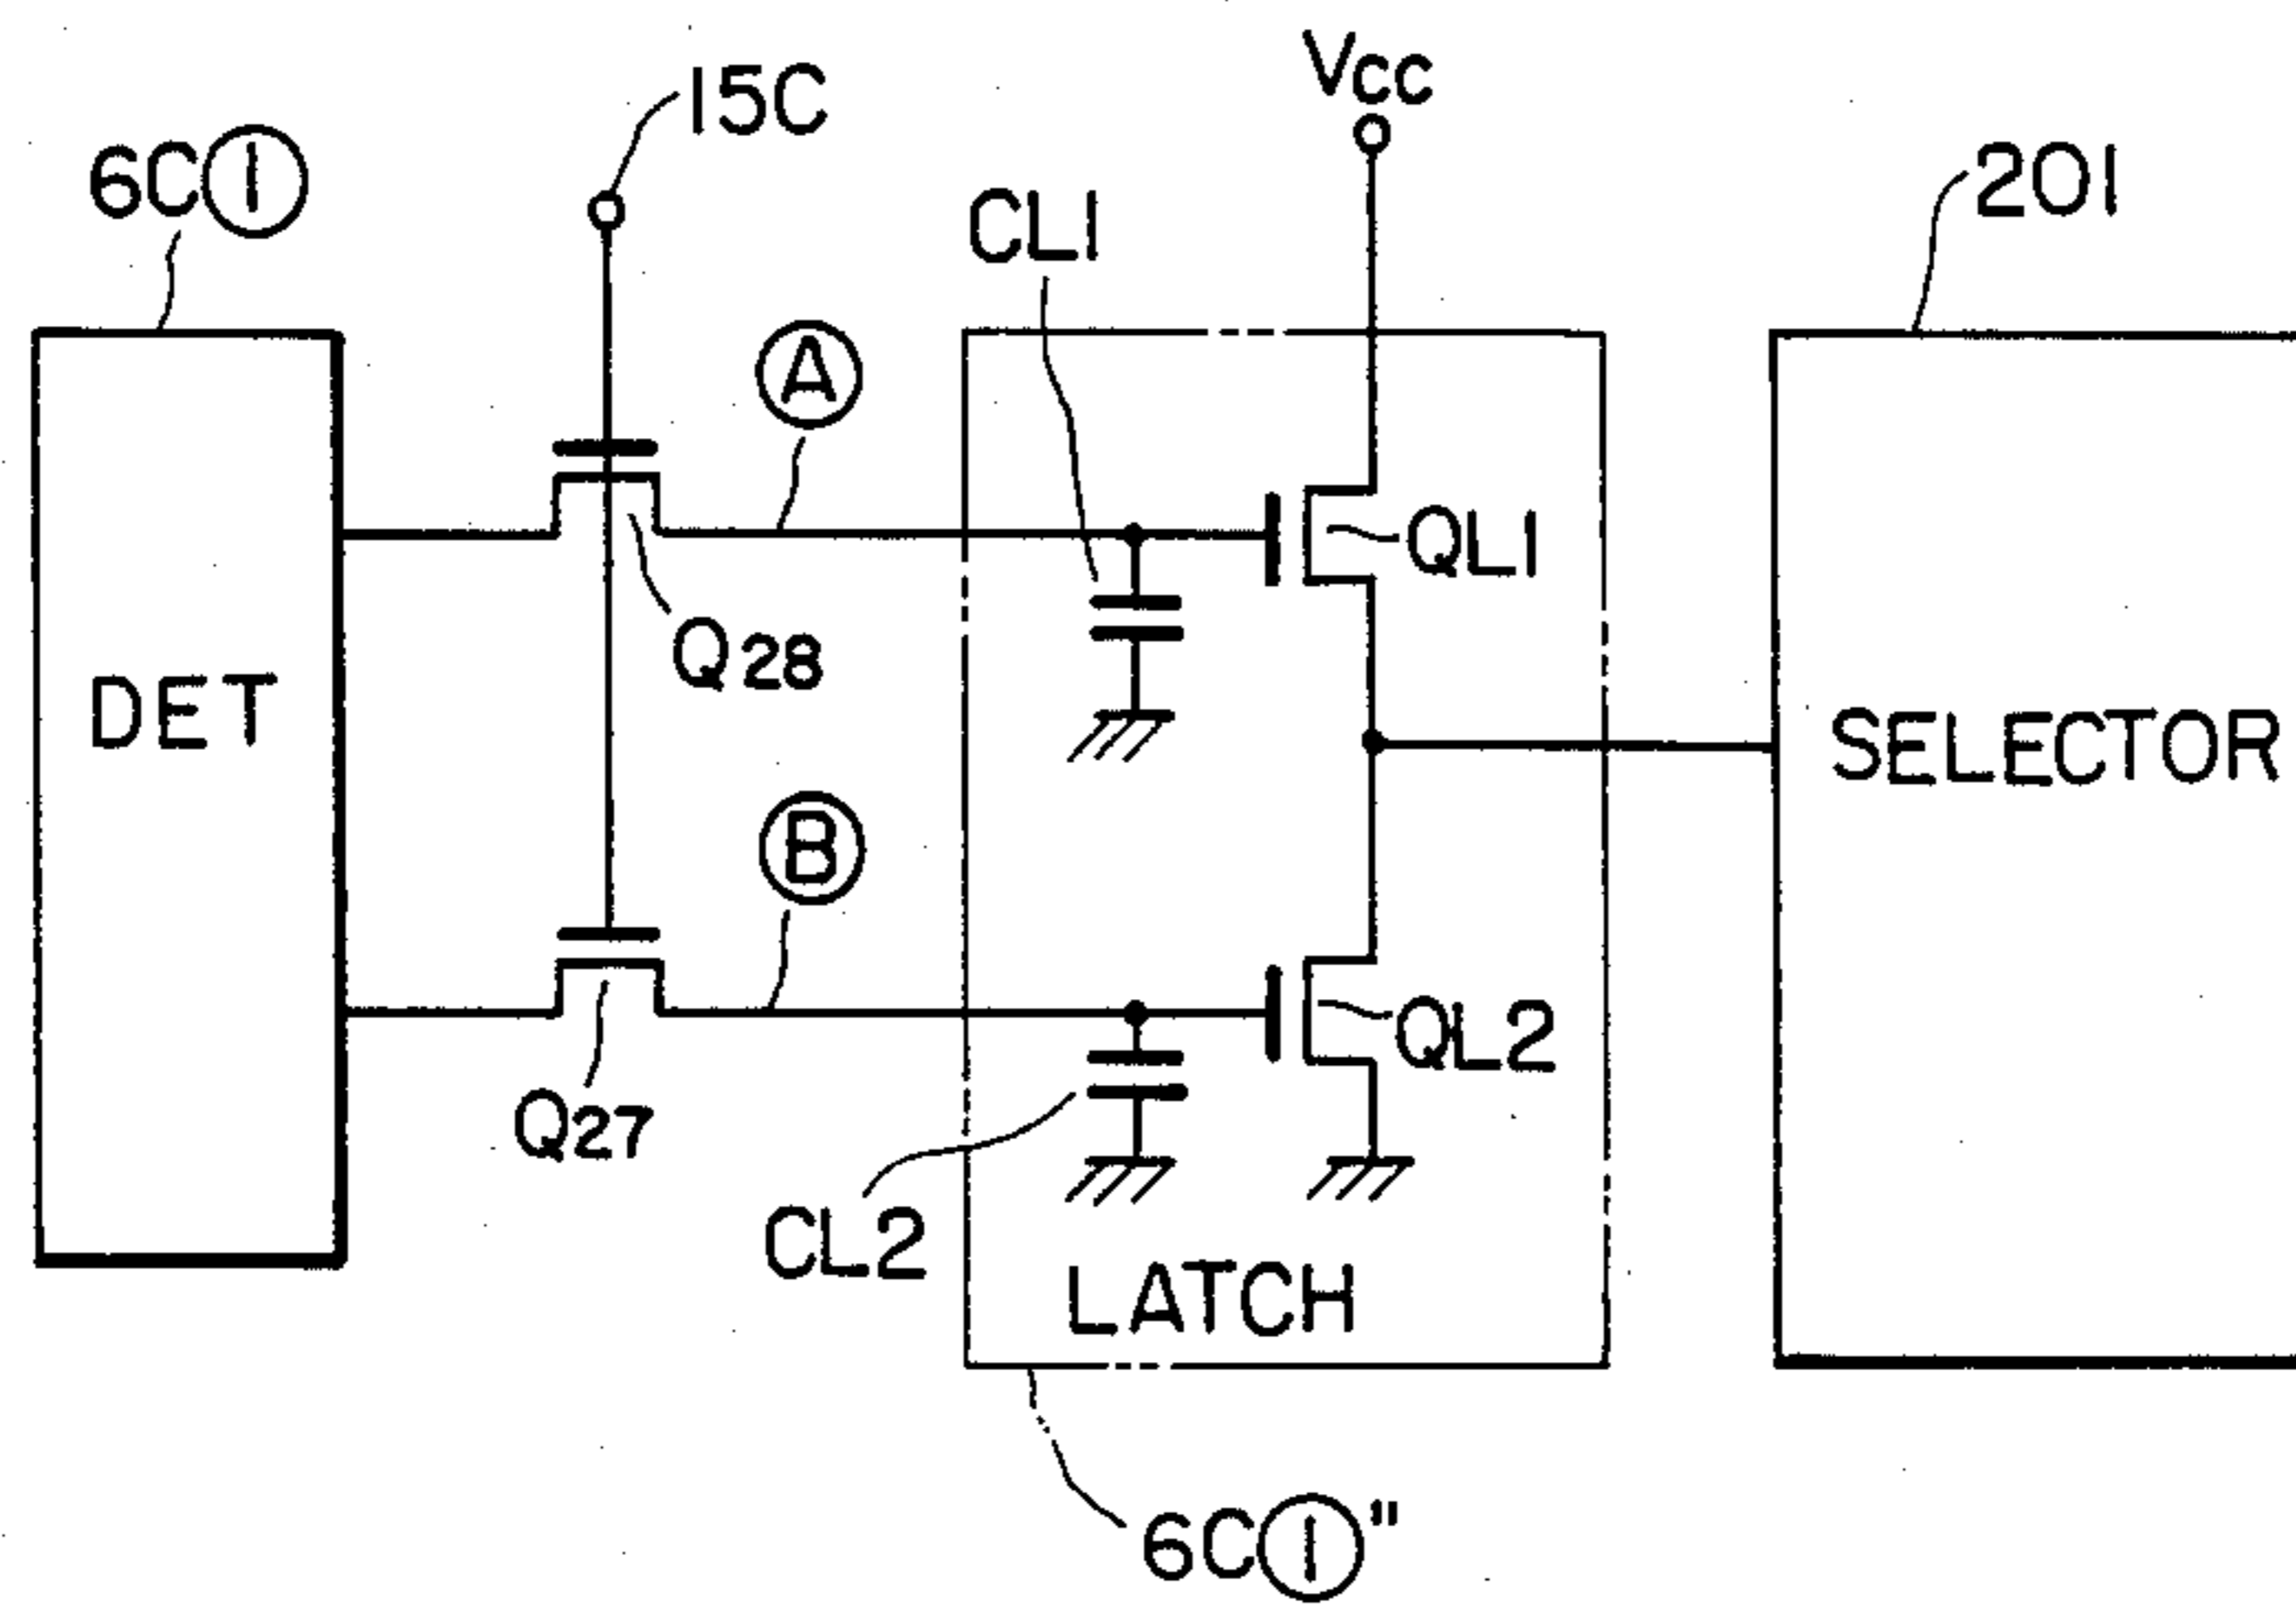 Vcc
15C
6C①
201
CL1
Ⓐ
QL1
Q28
DET
SELECTOR
Ⓑ
QL2
Q27
CL2
LATCH
6C①"